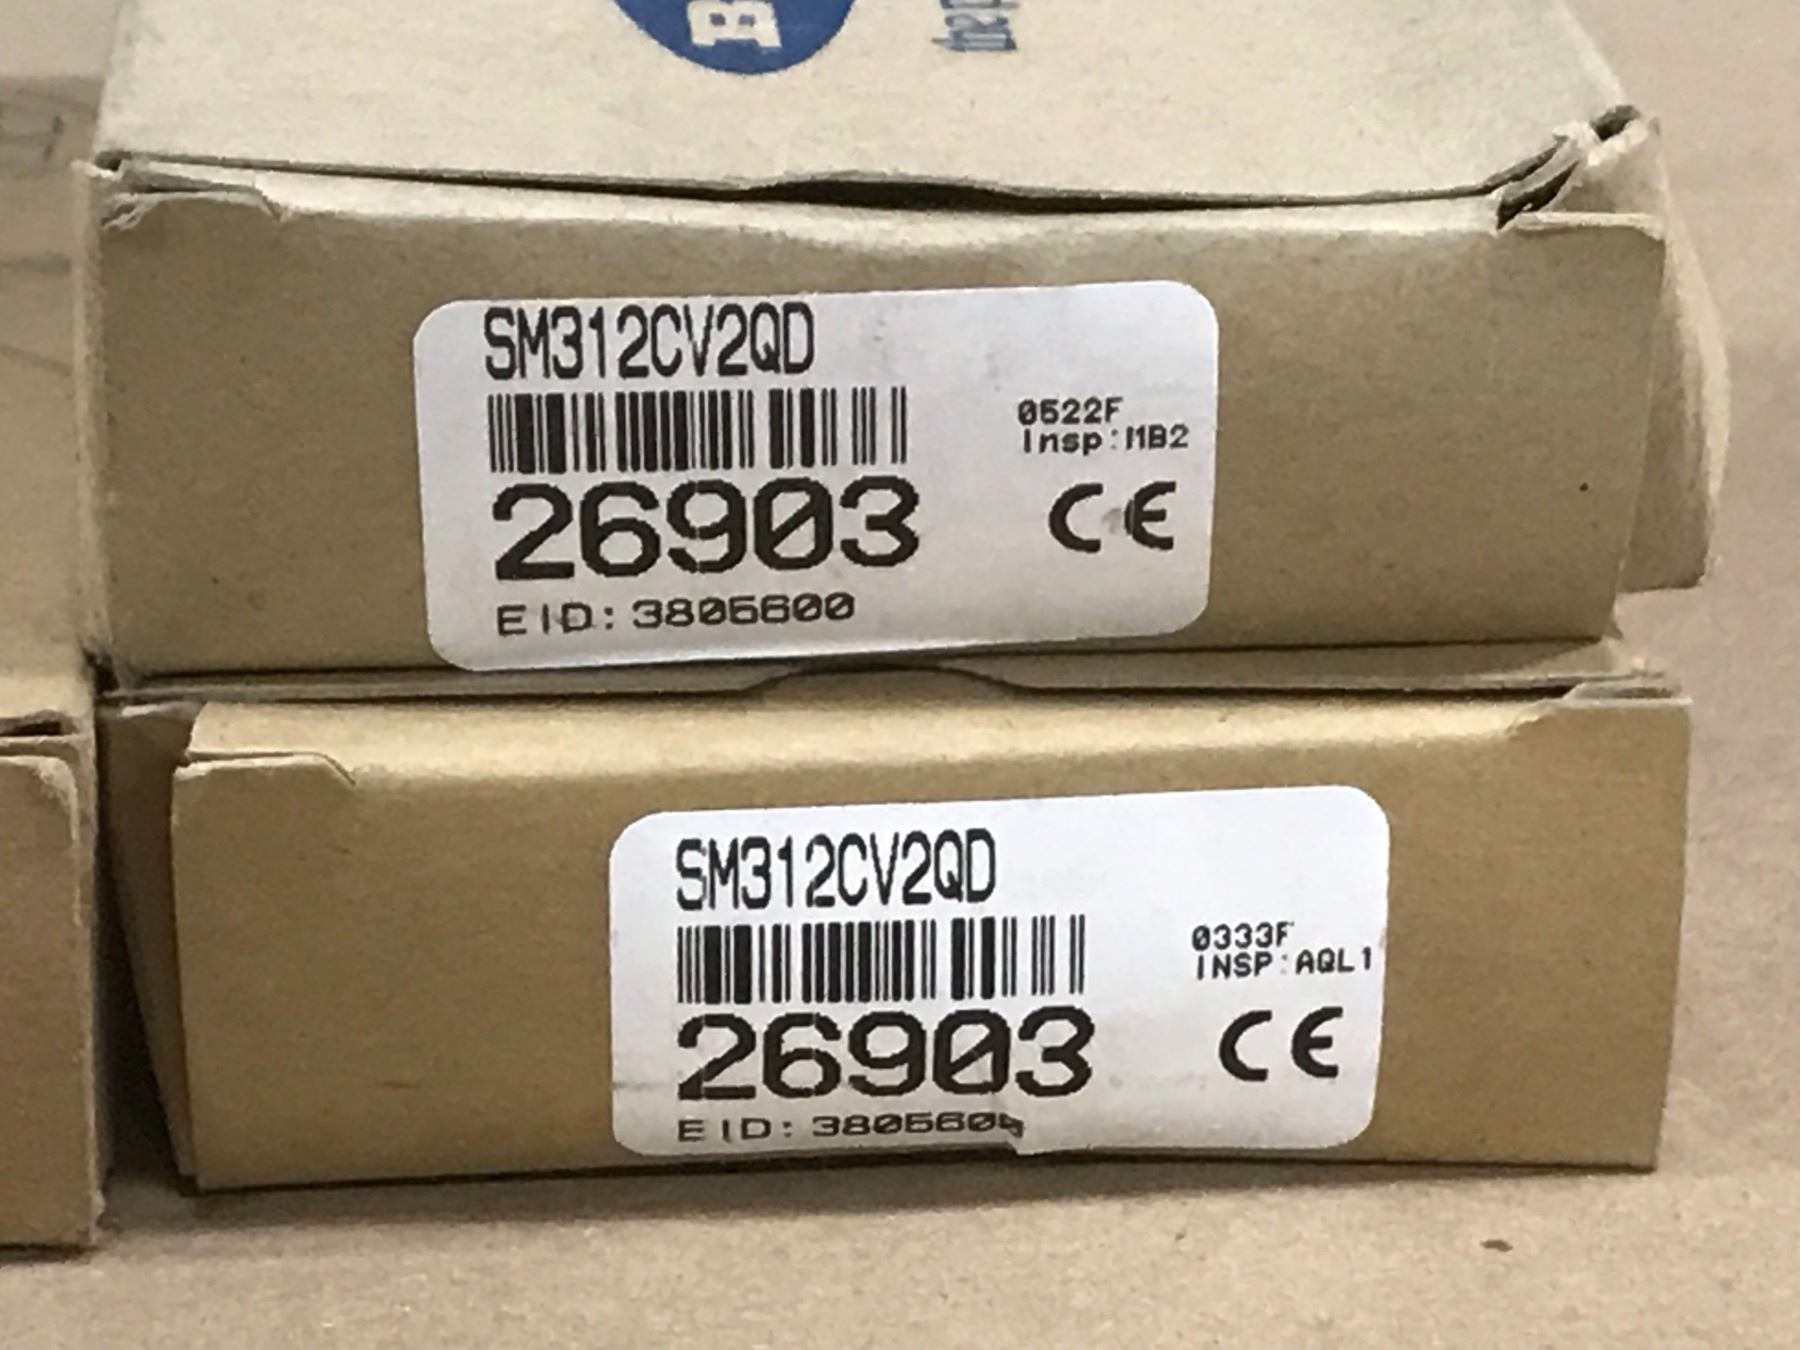 B
SM312CV2QD
0522F
Insp:MB2
26903
CE
EID: 3805600
SM312CV2QD
0333F
INSP:AQL1
26903
CE